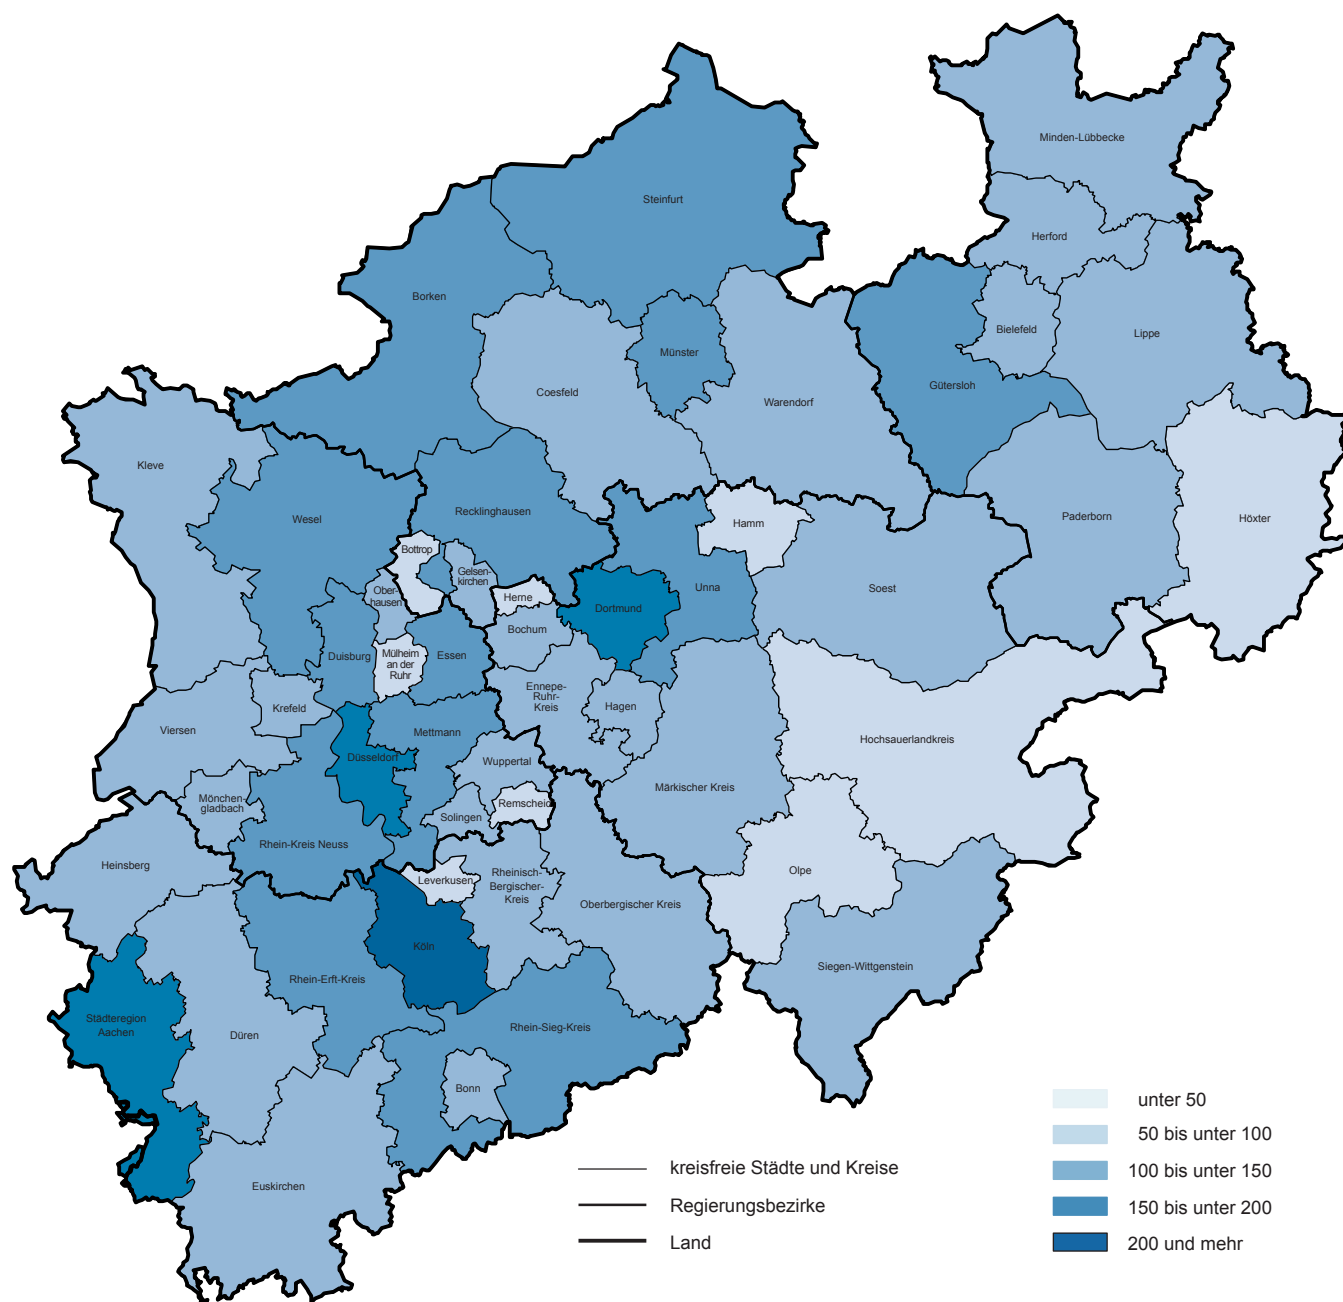 Minden-Lübbecke
Steinfurt
Herford
Borken
Bielefeld
Lippe
Münster
Gütersloh
Coesfeld
Warendorf
Kleve
Recklinghausen
Wesel
Hamm
Paderborn
Höxter
Bottrop
Gelsen-
kirchen
Ober-
hausen
Herne
Dortmund
Unna
Soest
Bochum
Duisburg
Mülheim
an der
Ruhr
Essen
Ennepe-
Ruhr-
Kreis
Hagen
Krefeld
Viersen
Mettmann
Hochsauerlandkreis
Düsseldorf
Wuppertal
Märkischer Kreis
Mönchen-
gladbach
Remscheid
Solingen
Rhein-Kreis Neuss
Heinsberg
Leverkusen
Rheinisch-
Bergischer-
Kreis
Olpe
Oberbergischer Kreis
Köln
Siegen-Wittgenstein
Rhein-Erft-Kreis
Städteregion
Aachen
Düren
Rhein-Sieg-Kreis
Bonn
Euskirchen
kreisfreie Städte und Kreise
Regierungsbezirke
Land
unter 50
50 bis unter 100
100 bis unter 150
150 bis unter 200
200 und mehr